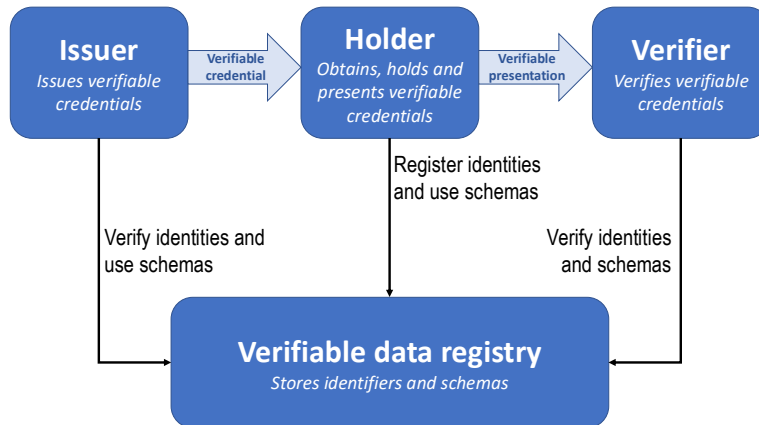 Issuer
Issues verifiable
credentials
Verifiable
credential
Holder
Obtains, holds and
presents verifiable
credentials
Verifiable
presentation
Verifier
Verifies verifiable
credentials
Register identities
and use schemas
Verify identities and
use schemas
Verify identities
and schemas
Verifiable data registry
Stores identifiers and schemas